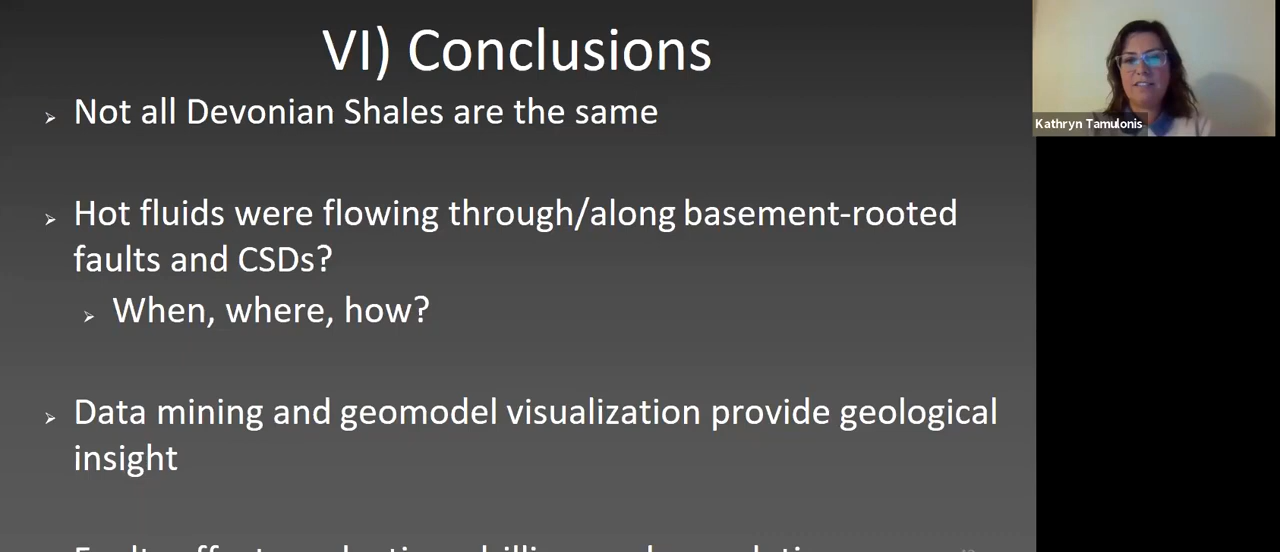 VI) Conclusions
Not all Devonian Shales are the same
Hot fluids were flowing through/along basement-rooted
faults and CSDs?
When, where, how?
Data mining and geomodel visualization provide geological
insight
Kathryn Tamulonis